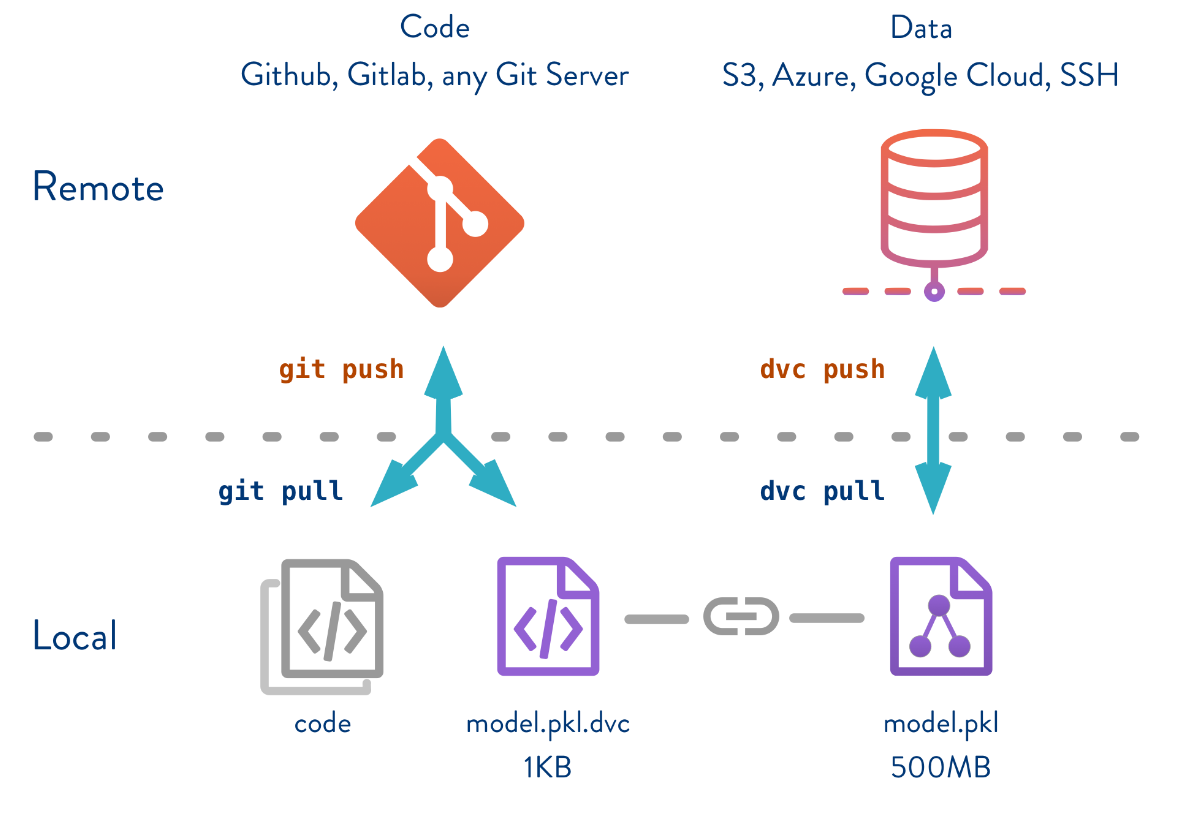 Code
Github, Gitlab, any Git Server
Data
S3, Azure, Google Cloud, SSH
Remote
git push
dvc push
git pull
dvc pull
Local
code
model.pkl.dvc
1KB
model.pkl
500MB